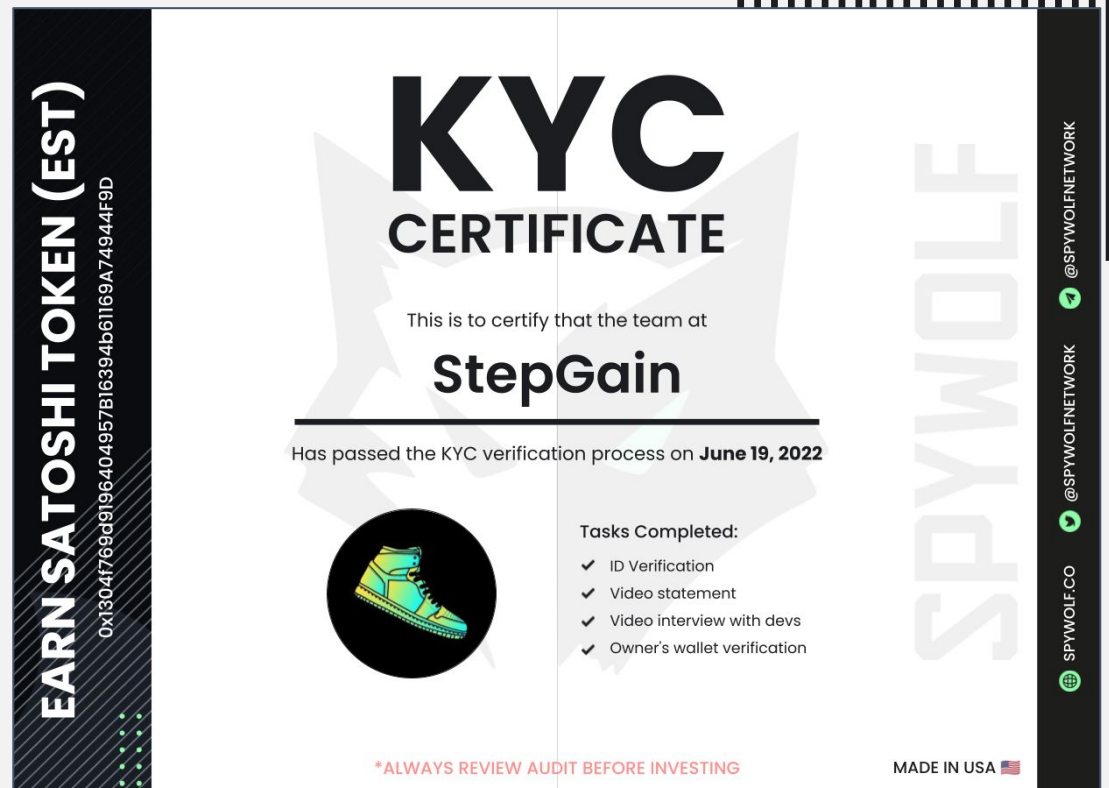 EARN SATOSHI TOKEN (EST)
0x1304f769d9196404957B16394b61169A74944F9D
KYC
CERTIFICATE
This is to certify that the team at
StepGain
Has passed the KYC verification process on June 19, 2022
Tasks Completed:
ID Verification
Video statement
Video interview with devs
Owner's wallet verification
*ALWAYS REVIEW AUDIT BEFORE INVESTING
MADE IN USA 🇺🇸
SPYWOLF
SPYWOLF.CO
@SPYWOLFNETWORK
@SPYWOLFNETWORK